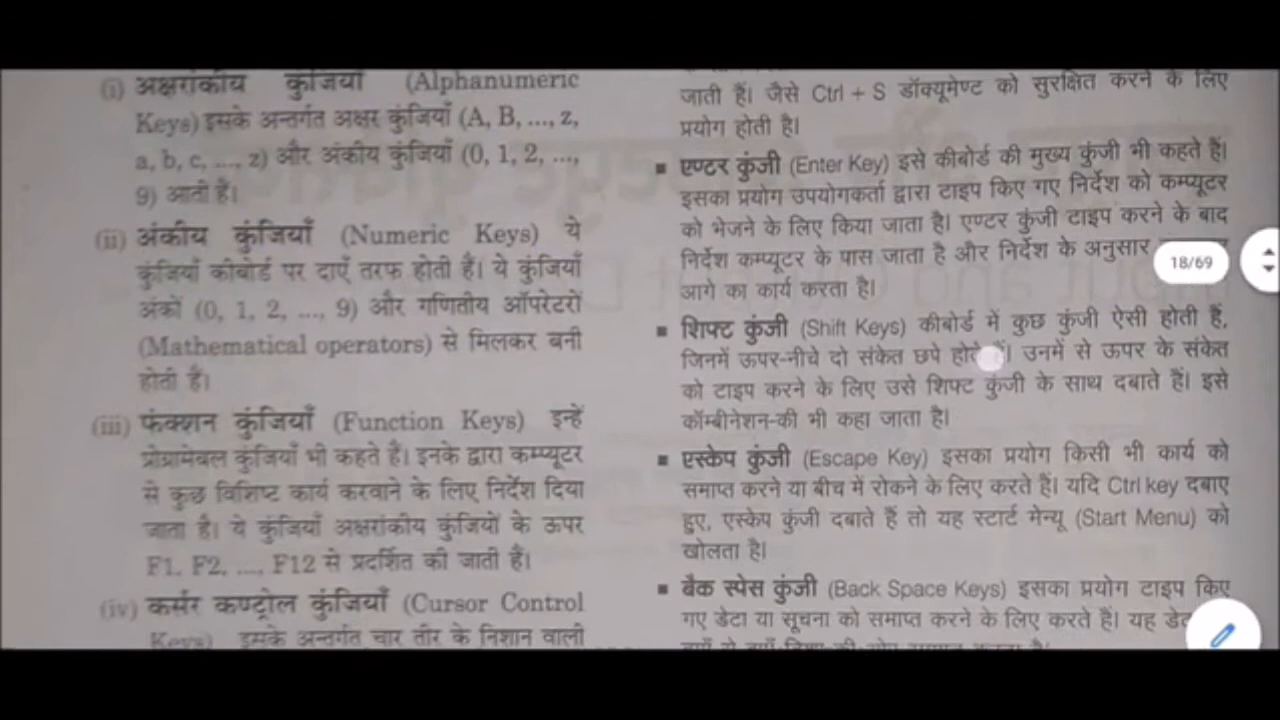 (i) अक्षरांकीय कुंजियाँ (Alphanumeric
Keys) इसके अन्तर्गत अक्षर कुंजियाँ (A, B, ..., z,
a, b, c, ..., z) और अंकीय कुंजियाँ (0, 1, 2, ...,
9) आती हैं।
(ii) अंकीय कुंजियाँ (Numeric Keys) ये
कुंजियाँ कीबोर्ड पर दाएँ तरफ होती हैं। ये कुंजियाँ
अंकों (0, 1, 2, ..., 9) और गणितीय ऑपरेटरों
(Mathematical operators) से मिलकर बनी
होती हैं।
(iii) फंक्शन कुंजियाँ (Function Keys) इन्हें
प्रोग्रामेबल कुंजियाँ भी कहते हैं। इनके द्वारा कम्प्यूटर
से कुछ विशिष्ट कार्य करवाने के लिए निर्देश दिया
जाता है। ये कुंजियाँ अक्षरांकीय कुंजियों के ऊपर
F1, F2, ..., F12 से प्रदर्शित की जाती हैं।
(iv) कर्सर कण्ट्रोल कुंजियाँ (Cursor Control
Keys) इसके अन्तर्गत चार तीर के निशान वाली
जाती हैं। जैसे Ctrl + S डॉक्यूमेण्ट को सुरक्षित करने के लिए
प्रयोग होती है।
▪ एण्टर कुंजी (Enter Key) इसे कीबोर्ड की मुख्य कुंजी भी कहते हैं।
इसका प्रयोग उपयोगकर्ता द्वारा टाइप किए गए निर्देश को कम्प्यूटर
को भेजने के लिए किया जाता है। एण्टर कुंजी टाइप करने के बाद
निर्देश कम्प्यूटर के पास जाता है और निर्देश के अनुसार
आगे का कार्य करता है।
▪ शिफ्ट कुंजी (Shift Keys) कीबोर्ड में कुछ कुंजी ऐसी होती हैं,
जिनमें ऊपर-नीचे दो संकेत छपे होते हैं। उनमें से ऊपर के संकेत
को टाइप करने के लिए उसे शिफ्ट कुंजी के साथ दबाते हैं। इसे
कॉम्बीनेशन-की भी कहा जाता है।
▪ एस्केप कुंजी (Escape Key) इसका प्रयोग किसी भी कार्य को
समाप्त करने या बीच में रोकने के लिए करते हैं। यदि Ctrl key दबाए
हुए, एस्केप कुंजी दबाते हैं तो यह स्टार्ट मेन्यू (Start Menu) को
खोलता है।
▪ बैक स्पेस कुंजी (Back Space Keys) इसका प्रयोग टाइप किए
गए डेटा या सूचना को समाप्त करने के लिए करते हैं। यह
18/69